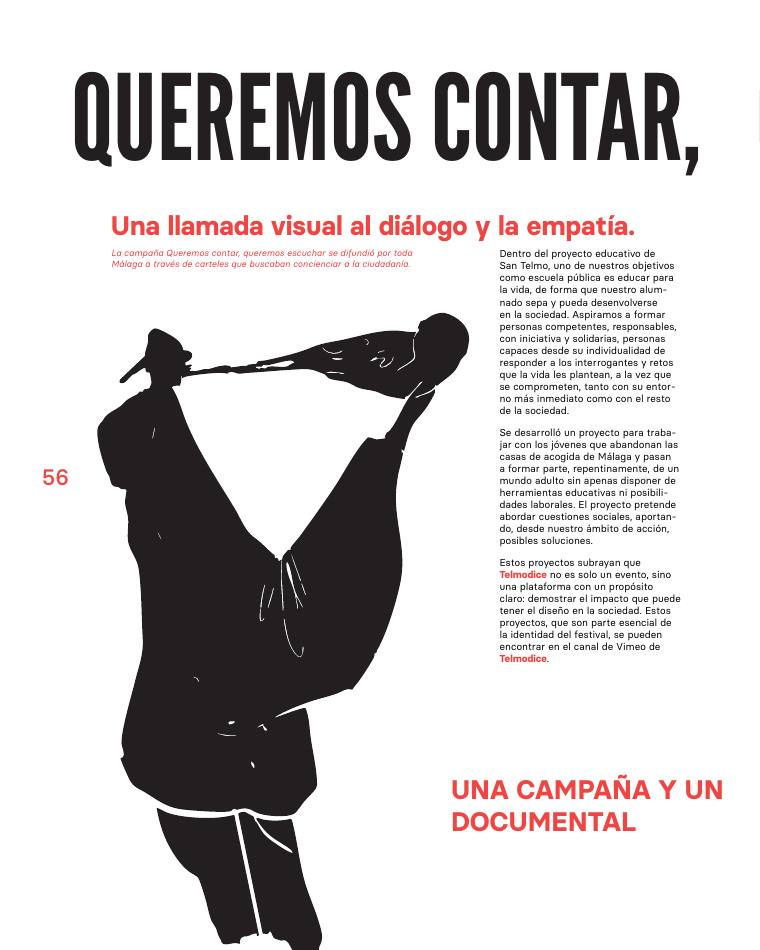 QUEREMOS CONTAR,
Una llamada visual al diálogo y la empatía.
La campaña Queremos contar, queremos escuchar se difundió por toda
Málaga a través de carteles que buscaban concienciar a la ciudadanía.
Dentro del proyecto educativo de
San Telmo, uno de nuestros objetivos
como escuela pública es educar para
la vida, de forma que nuestro alum-
nado sepa y pueda desenvolverse
en la sociedad. Aspiramos a formar
personas competentes, responsables,
con iniciativa y solidarias, personas
capaces desde su individualidad de
responder a los interrogantes y retos
que la vida les plantean, a la vez que
se comprometen, tanto con su entor-
no más inmediato como con el resto
de la sociedad.
Se desarrolló un proyecto para traba-
jar con los jóvenes que abandonan las
casas de acogida de Málaga y pasan
a formar parte, repentinamente, de un
mundo adulto sin apenas disponer de
herramientas educativas ni posibili-
dades laborales. El proyecto pretende
abordar cuestiones sociales, aportan-
do, desde nuestro ámbito de acción,
posibles soluciones.
Estos proyectos subrayan que
Telmodice no es solo un evento, sino
una plataforma con un propósito
claro: demostrar el impacto que puede
tener el diseño en la sociedad. Estos
proyectos, que son parte esencial de
la identidad del festival, se pueden
encontrar en el canal de Vimeo de
Telmodice.
56
UNA CAMPAÑA Y UN
DOCUMENTAL